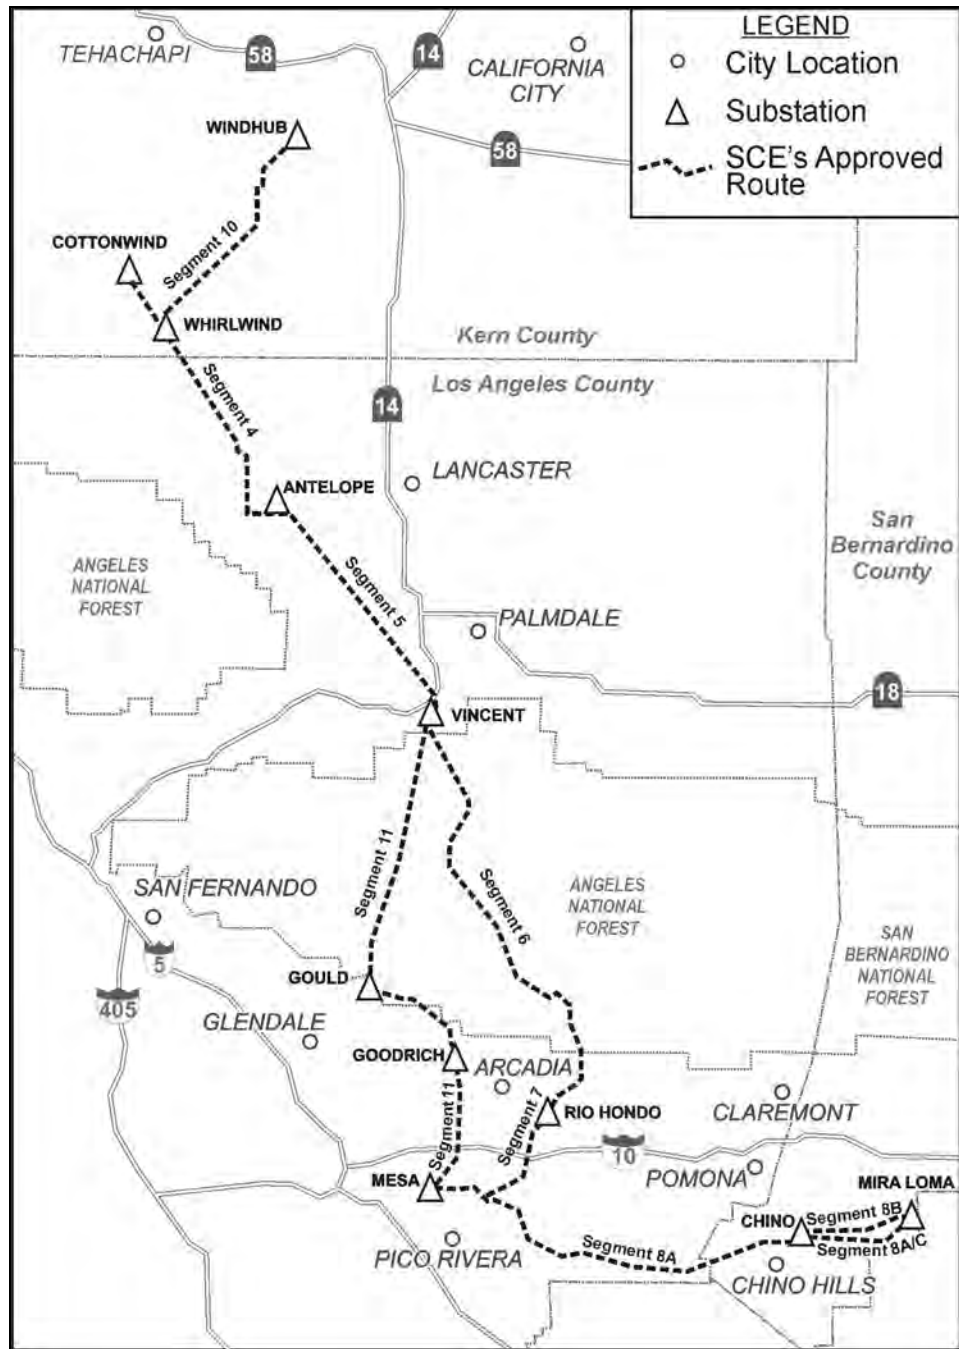 LEGEND
City Location
Substation
SCE's Approved
Route
TEHACHAPI
58
14
CALIFORNIA
CITY
58
WINDHUB
COTTONWIND
Segment 10
WHIRLWIND
Kern County
Los Angeles County
Segment 4
14
LANCASTER
ANTELOPE
San
Bernardino
County
ANGELES
NATIONAL
FOREST
Segment 5
PALMDALE
18
VINCENT
Segment 11
Segment 6
SAN FERNANDO
ANGELES
NATIONAL
FOREST
SAN
BERNARDINO
NATIONAL
FOREST
5
405
GOULD
GLENDALE
GOODRICH
ARCADIA
Segment 7
RIO HONDO
CLAREMONT
Segment 11
10
MESA
POMONA
MIRA LOMA
CHINO
Segment 8B
Segment 8A/C
PICO RIVERA
Segment 8A
CHINO HILLS